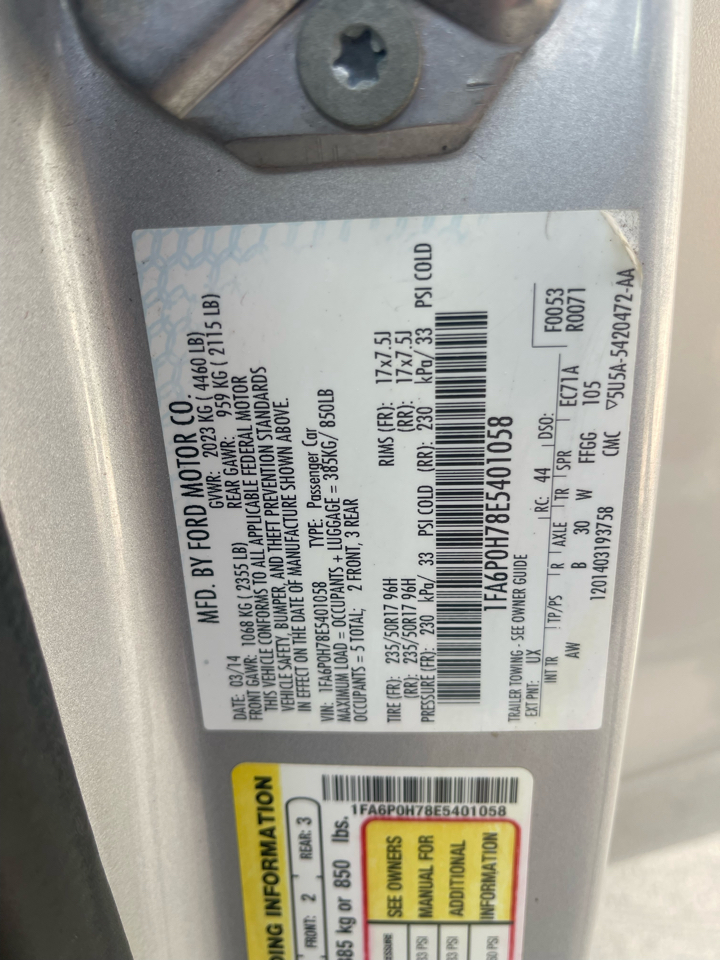 MFD. BY FORD MOTOR CO.
DATE: 03/14 GVWR: 2023 KG ( 4460 LB)
FRONT GAWR: 1068 KG ( 2355 LB) REAR GAWR: 959 KG ( 2115 LB)
THIS VEHICLE CONFORMS TO ALL APPLICABLE FEDERAL MOTOR
VEHICLE SAFETY, BUMPER, AND THEFT PREVENTION STANDARDS
IN EFFECT ON THE DATE OF MANUFACTURE SHOWN ABOVE.
VIN: 1FA6P0H78E5401058 TYPE: Passenger Car
MAXIMUM LOAD = OCCUPANTS + LUGGAGE = 385KG/ 850LB
OCCUPANTS = 5 TOTAL; 2 FRONT, 3 REAR
TIRE (FR): 235/50R17 96H RIMS (FR): 17x7.5J
(RR): 235/50R17 96H (RR): 17x7.5J
PRESSURE (FR): 230 kPa/ 33 PSI COLD (RR): 230 kPa/ 33 PSI COLD
1FA6P0H78E5401058
TRAILER TOWING - SEE OWNER GUIDE
EXT PNT: UX RC: 44 DSO: F0053
R0071
INT TR TP/PS R AXLE TR SPR EC71A
AW B 30 W FFGG 105
1201403193758 CMC ▽5U5A-5420472-AA
DING INFORMATION
FRONT: 2 REAR: 3
385 kg or 850 lbs.
1FA6P0H78E5401058
SEE OWNERS
MANUAL FOR
ADDITIONAL
INFORMATION
PSI
PSI
PSI